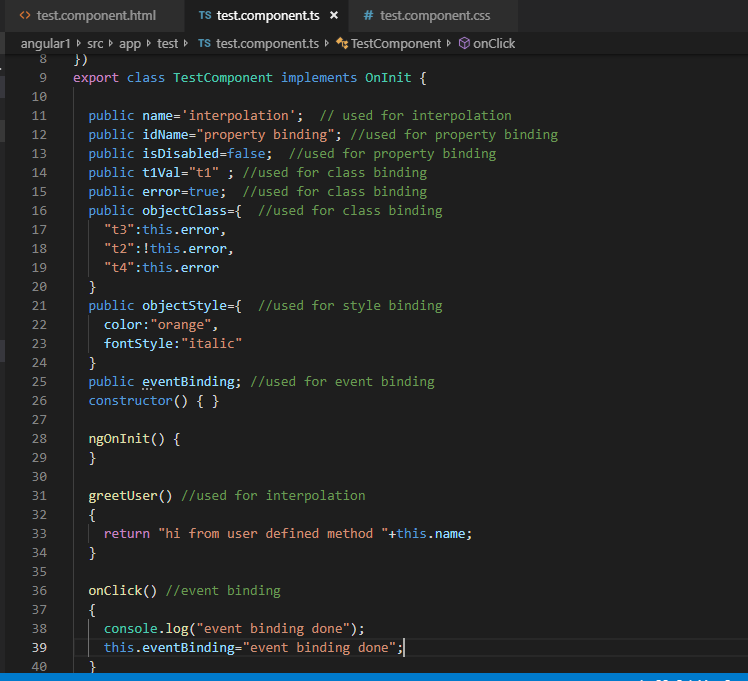 <> test.component.html TS test.component.ts × # test.component.css
angular1 > src > app > test > TS test.component.ts > TestComponent > onClick
8 })
9 export class TestComponent implements OnInit {
10
11 public name='interpolation';  // used for interpolation
12 public idName="property binding"; //used for property binding
13 public isDisabled=false;  //used for property binding
14 public t1Val="t1" ; //used for class binding
15 public error=true;  //used for class binding
16 public objectClass={  //used for class binding
17 "t3":this.error,
18 "t2":!this.error,
19 "t4":this.error
20 }
21 public objectStyle={  //used for style binding
22 color:"orange",
23 fontStyle:"italic"
24 }
25 public eventBinding; //used for event binding
26 constructor() { }
27
28 ngOnInit() {
29 }
30
31 greetUser() //used for interpolation
32 {
33 return "hi from user defined method "+this.name;
34 }
35
36 onClick() //event binding
37 {
38 console.log("event binding done");
39 this.eventBinding="event binding done";
40 }